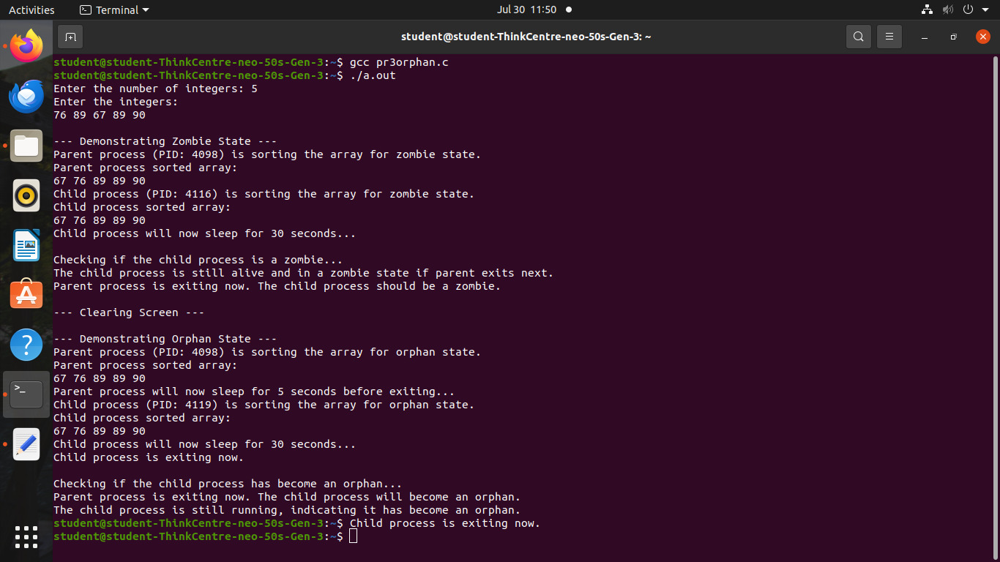 Activities
Terminal
Jul 30 11:50
student@student-ThinkCentre-neo-50s-Gen-3: ~
student@student-ThinkCentre-neo-50s-Gen-3:~$ gcc pr3orphan.c
student@student-ThinkCentre-neo-50s-Gen-3:~$ ./a.out
Enter the number of integers: 5
Enter the integers:
76 89 67 89 90
--- Demonstrating Zombie State ---
Parent process (PID: 4098) is sorting the array for zombie state.
Parent process sorted array:
67 76 89 89 90
Child process (PID: 4116) is sorting the array for zombie state.
Child process sorted array:
67 76 89 89 90
Child process will now sleep for 30 seconds...
Checking if the child process is a zombie...
The child process is still alive and in a zombie state if parent exits next.
Parent process is exiting now. The child process should be a zombie.
--- Clearing Screen ---
--- Demonstrating Orphan State ---
Parent process (PID: 4098) is sorting the array for orphan state.
Parent process sorted array:
67 76 89 89 90
Parent process will now sleep for 5 seconds before exiting...
Child process (PID: 4119) is sorting the array for orphan state.
Child process sorted array:
67 76 89 89 90
Child process will now sleep for 30 seconds...
Child process is exiting now.
Checking if the child process has become an orphan...
Parent process is exiting now. The child process will become an orphan.
The child process is still running, indicating it has become an orphan.
student@student-ThinkCentre-neo-50s-Gen-3:~$ Child process is exiting now.
student@student-ThinkCentre-neo-50s-Gen-3:~$